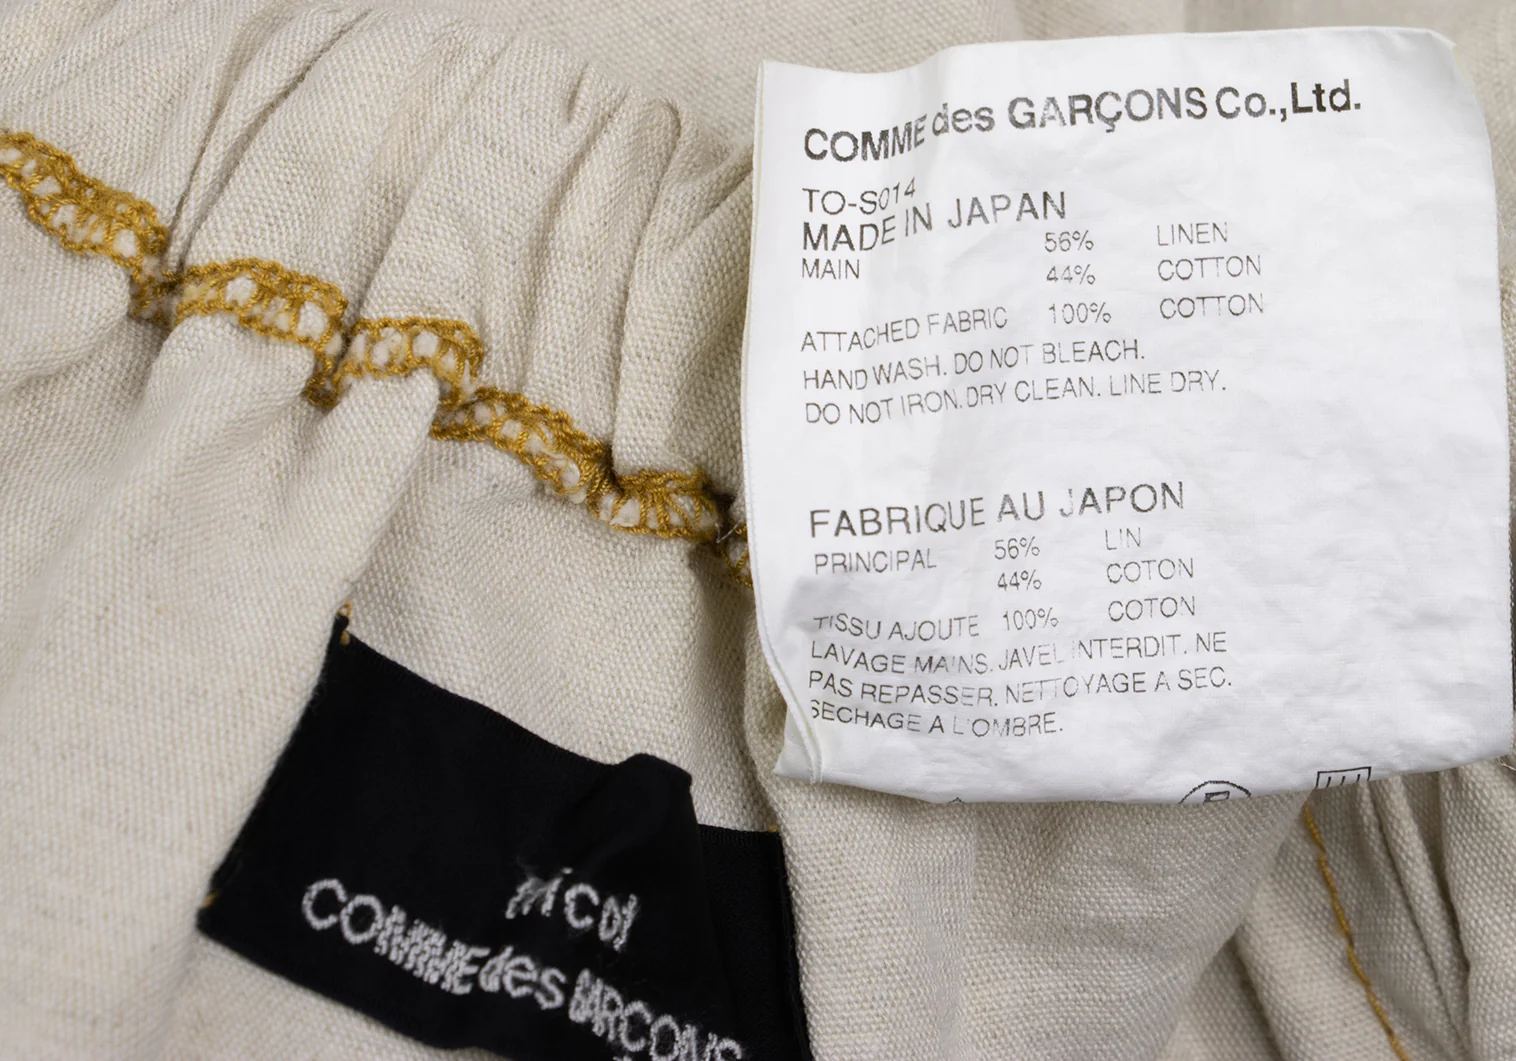 COMME des GARÇONS Co.,Ltd.
TO-S014
MADE IN JAPAN
MAIN 56% LINEN
44% COTTON
ATTACHED FABRIC 100% COTTON
HAND WASH. DO NOT BLEACH.
DO NOT IRON. DRY CLEAN. LINE DRY.
FABRIQUE AU JAPON
PRINCIPAL 56% LIN
44% COTON
TISSU AJOUTE 100% COTON
LAVAGE MAINS. JAVEL INTERDIT. NE
PAS REPASSER. NETTOYAGE A SEC.
SECHAGE A L'OMBRE.
COMME des GARCONS